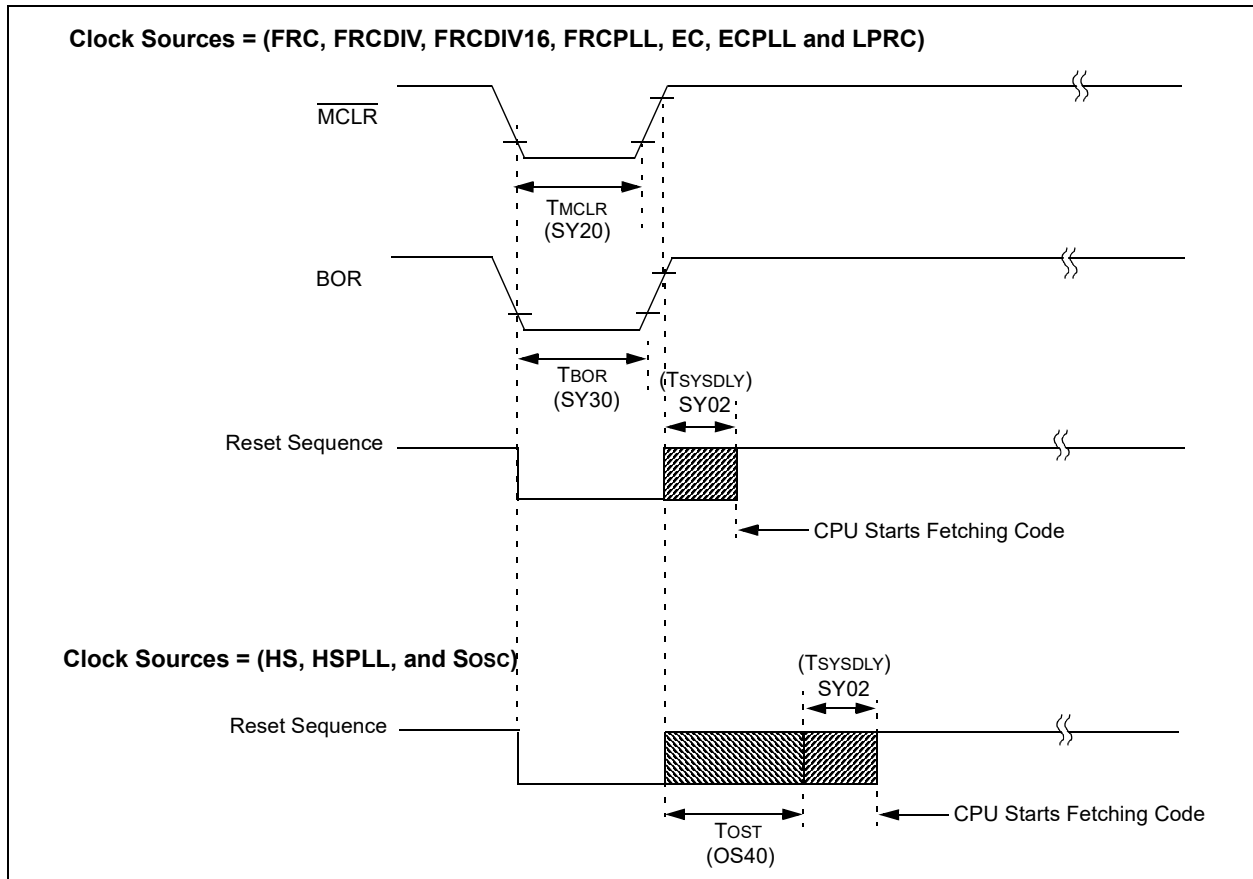 Clock Sources = (FRC, FRCDIV, FRCDIV16, FRCPLL, EC, ECPLL and LPRC)
MCLR
TMCLR
(SY20)
BOR
TBOR
(SY30)
(TSYSDLY)
SY02
Reset Sequence
CPU Starts Fetching Code
Clock Sources = (HS, HSPLL, and SOSC)
(TSYSDLY)
SY02
Reset Sequence
CPU Starts Fetching Code
TOST
(OS40)